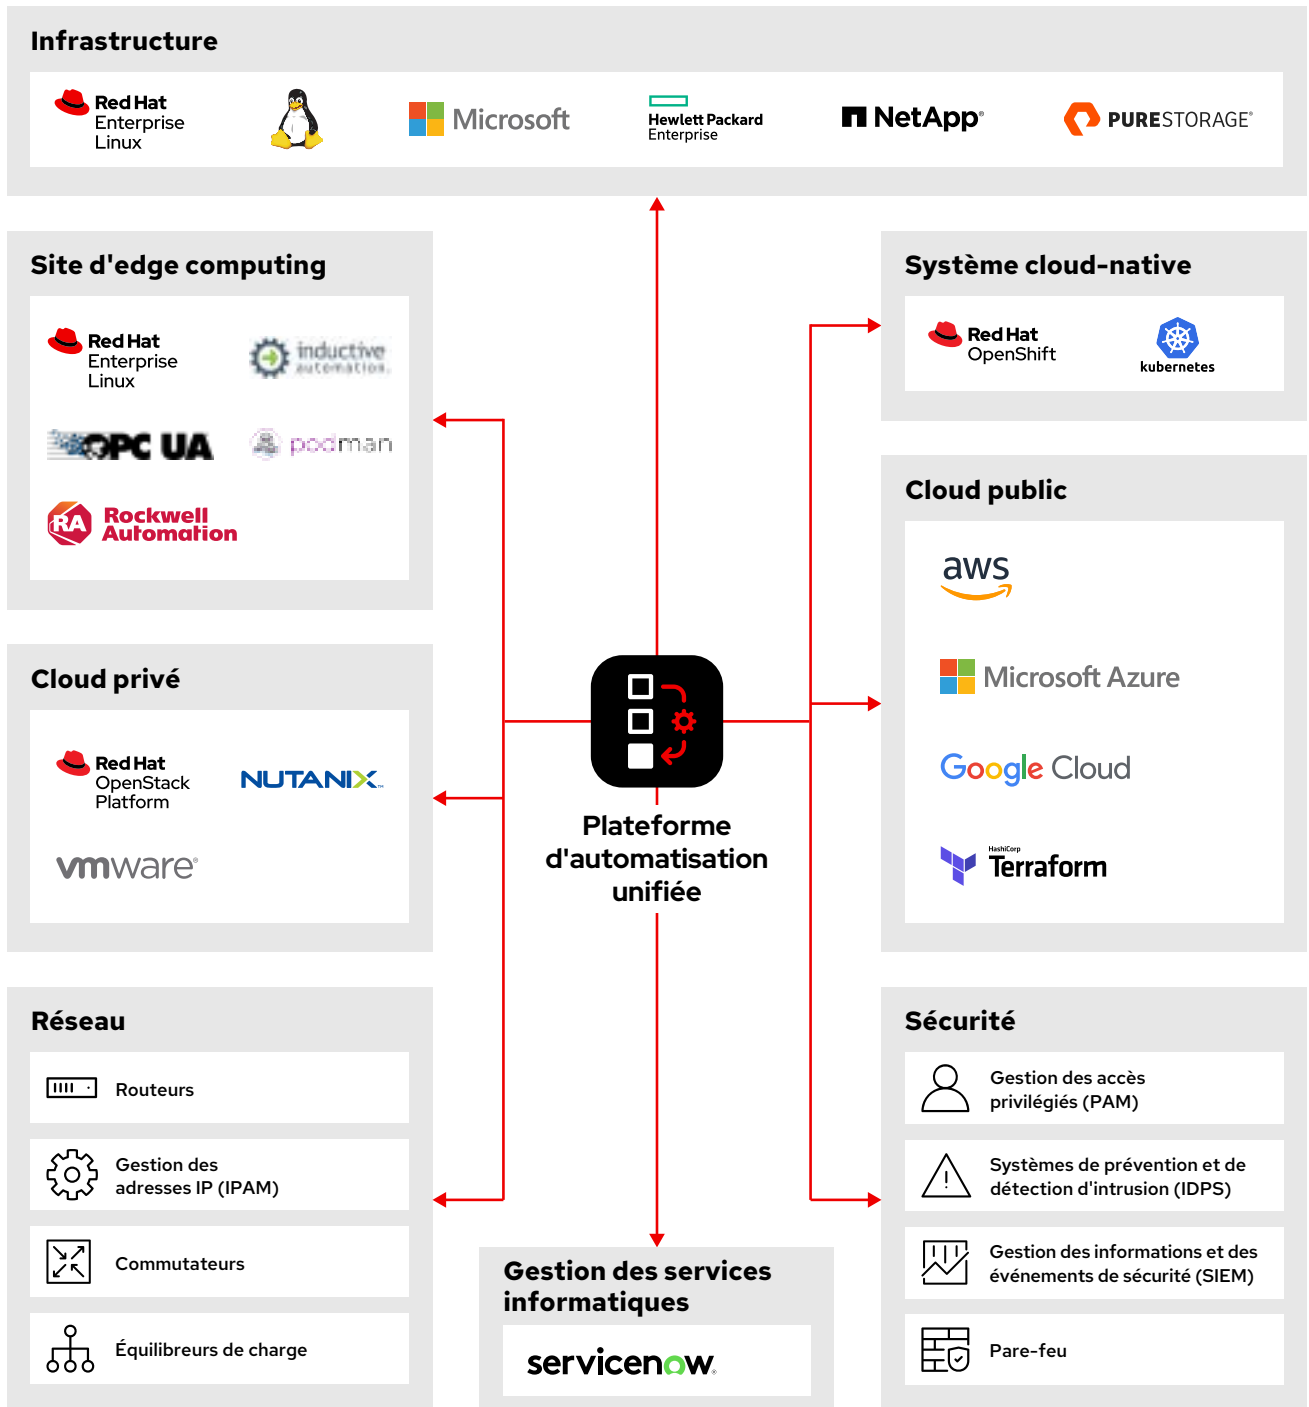 Infrastructure
Red Hat
Enterprise
Linux
Microsoft
Hewlett Packard
Enterprise
NetApp
PURESTORAGE®
Site d'edge computing
Red Hat
Enterprise
Linux
inductive
automation.
OPC UA
podman
RA
Rockwell
Automation
Système cloud-native
Red Hat
OpenShift
kubernetes
Cloud public
aws
Microsoft Azure
Google Cloud
HashiCorp
Terraform
Cloud privé
Red Hat
OpenStack
Platform
NUTANIX™
vmware®
Plateforme
d'automatisation
unifiée
Réseau
Routeurs
Gestion des
adresses IP (IPAM)
Commutateurs
Équilibreurs de charge
Gestion des services
informatiques
servicenow
Sécurité
Gestion des accès
privilégiés (PAM)
Systèmes de prévention et de
détection d'intrusion (IDPS)
Gestion des informations et des
événements de sécurité (SIEM)
Pare-feu